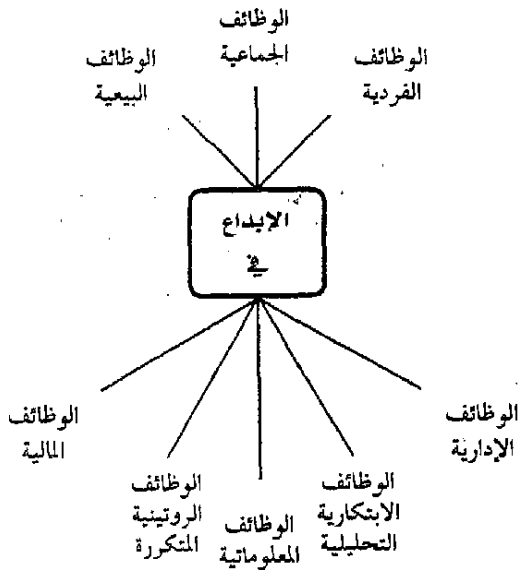 الوظائف
الجماعية
الوظائف
الفردية
الوظائف
البيعية
الإبداع
في
الوظائف
الإدارية
الوظائف
المالية
الوظائف
الابتكارية
التحليلية
الوظائف
المعلوماتية
الوظائف
الروتينية
المتكررة